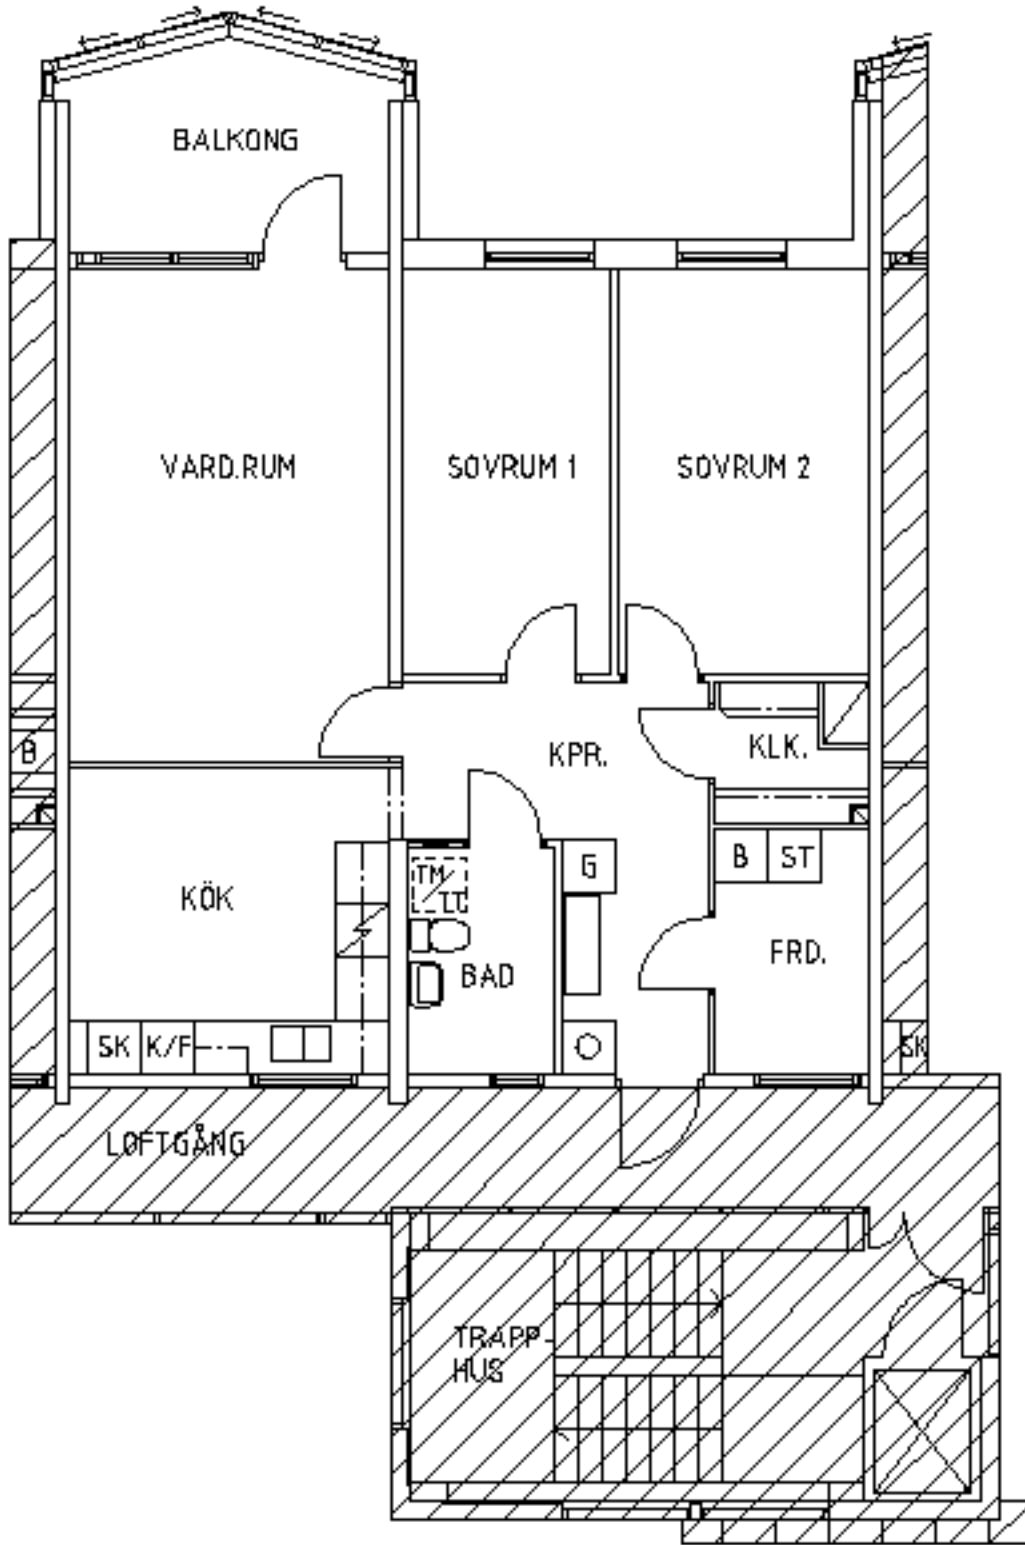 BALKONG
VARD.RUM
SOVRUM 1
SOVRUM 2
B
KPR.
KLK.
KÖK
TM
TT
G
B
ST
BAD
FRD.
SK
K/F
SK
LOFTGÅNG
TRAPP-
HUS